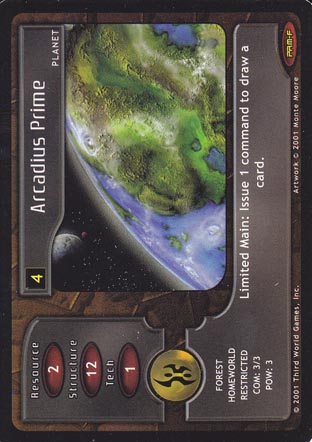 4
Arcadius Prime
PLANET
Resource
2
Structure
12
Tech
1
FOREST
HOMEWORLD
RESTRICTED
COM: 3/3
POW: 3
Limited Main: Issue 1 command to draw a
card.
© 2001 Third World Games, Inc.
Artwork © 2001 Monte Moore
PRM-F